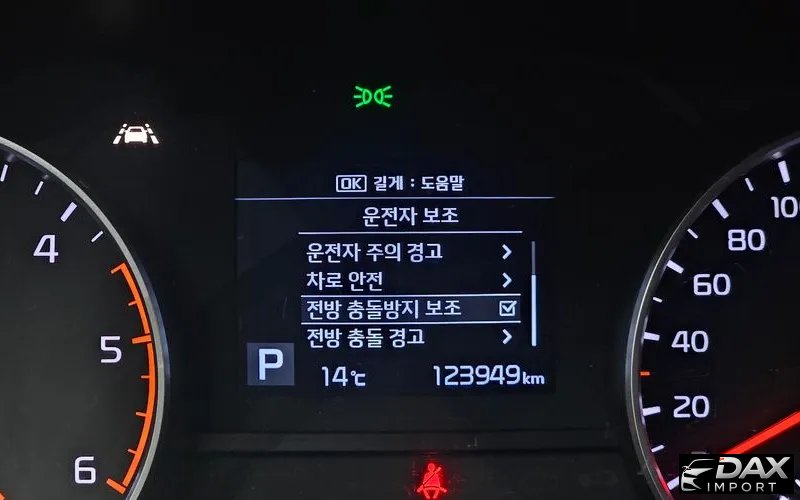 OK 길게 : 도움말
운전자 보조
운전자 주의 경고
차로 안전
전방 충돌방지 보조
전방 충돌 경고
P
14℃
123949km
4
5
6
100
80
60
40
20
DAX
IMPORT